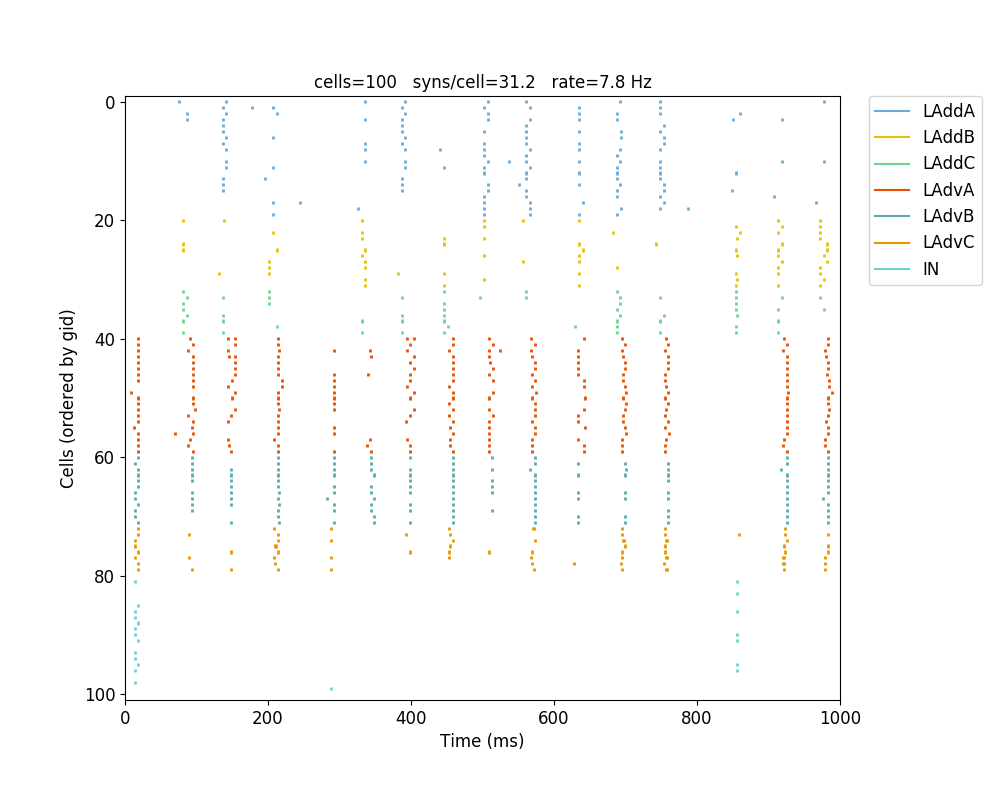 cells=100   syns/cell=31.2   rate=7.8 Hz
LAddA
LAddB
LAddC
LAdvA
LAdvB
LAdvC
IN
0
20
40
60
80
100
Cells (ordered by gid)
0 200 400 600 800 1000
Time (ms)